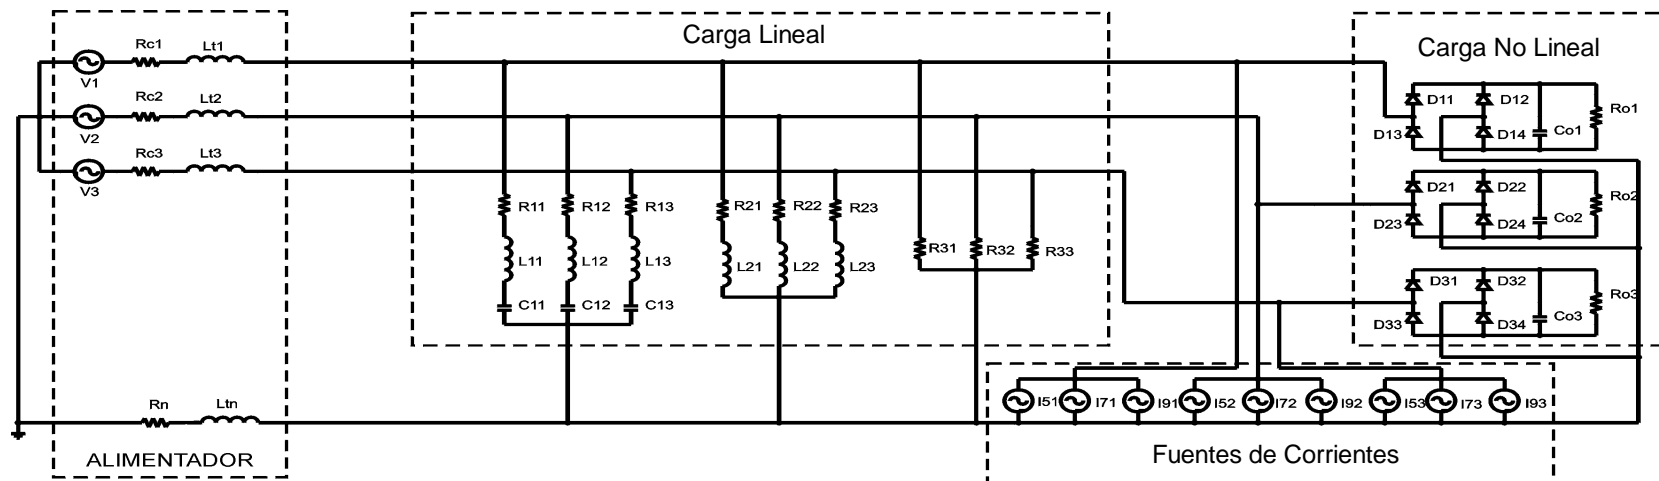 Carga Lineal
Carga No Lineal
Rc1 Lt1
V1
Rc2 Lt2
V2
Rc3 Lt3
V3
D11 D12 Ro1
D13 D14 Co1
D21 D22 Ro2
D23 D24 Co2
D31 D32 Ro3
D33 D34 Co3
R11 R12 R13 R21 R22 R23
R31 R32 R33
L11 L12 L13 L21 L22 L23
C11 C12 C13
Rn Ltn
I51 I71 I91 I52 I72 I92 I53 I73 I93
ALIMENTADOR
Fuentes de Corrientes